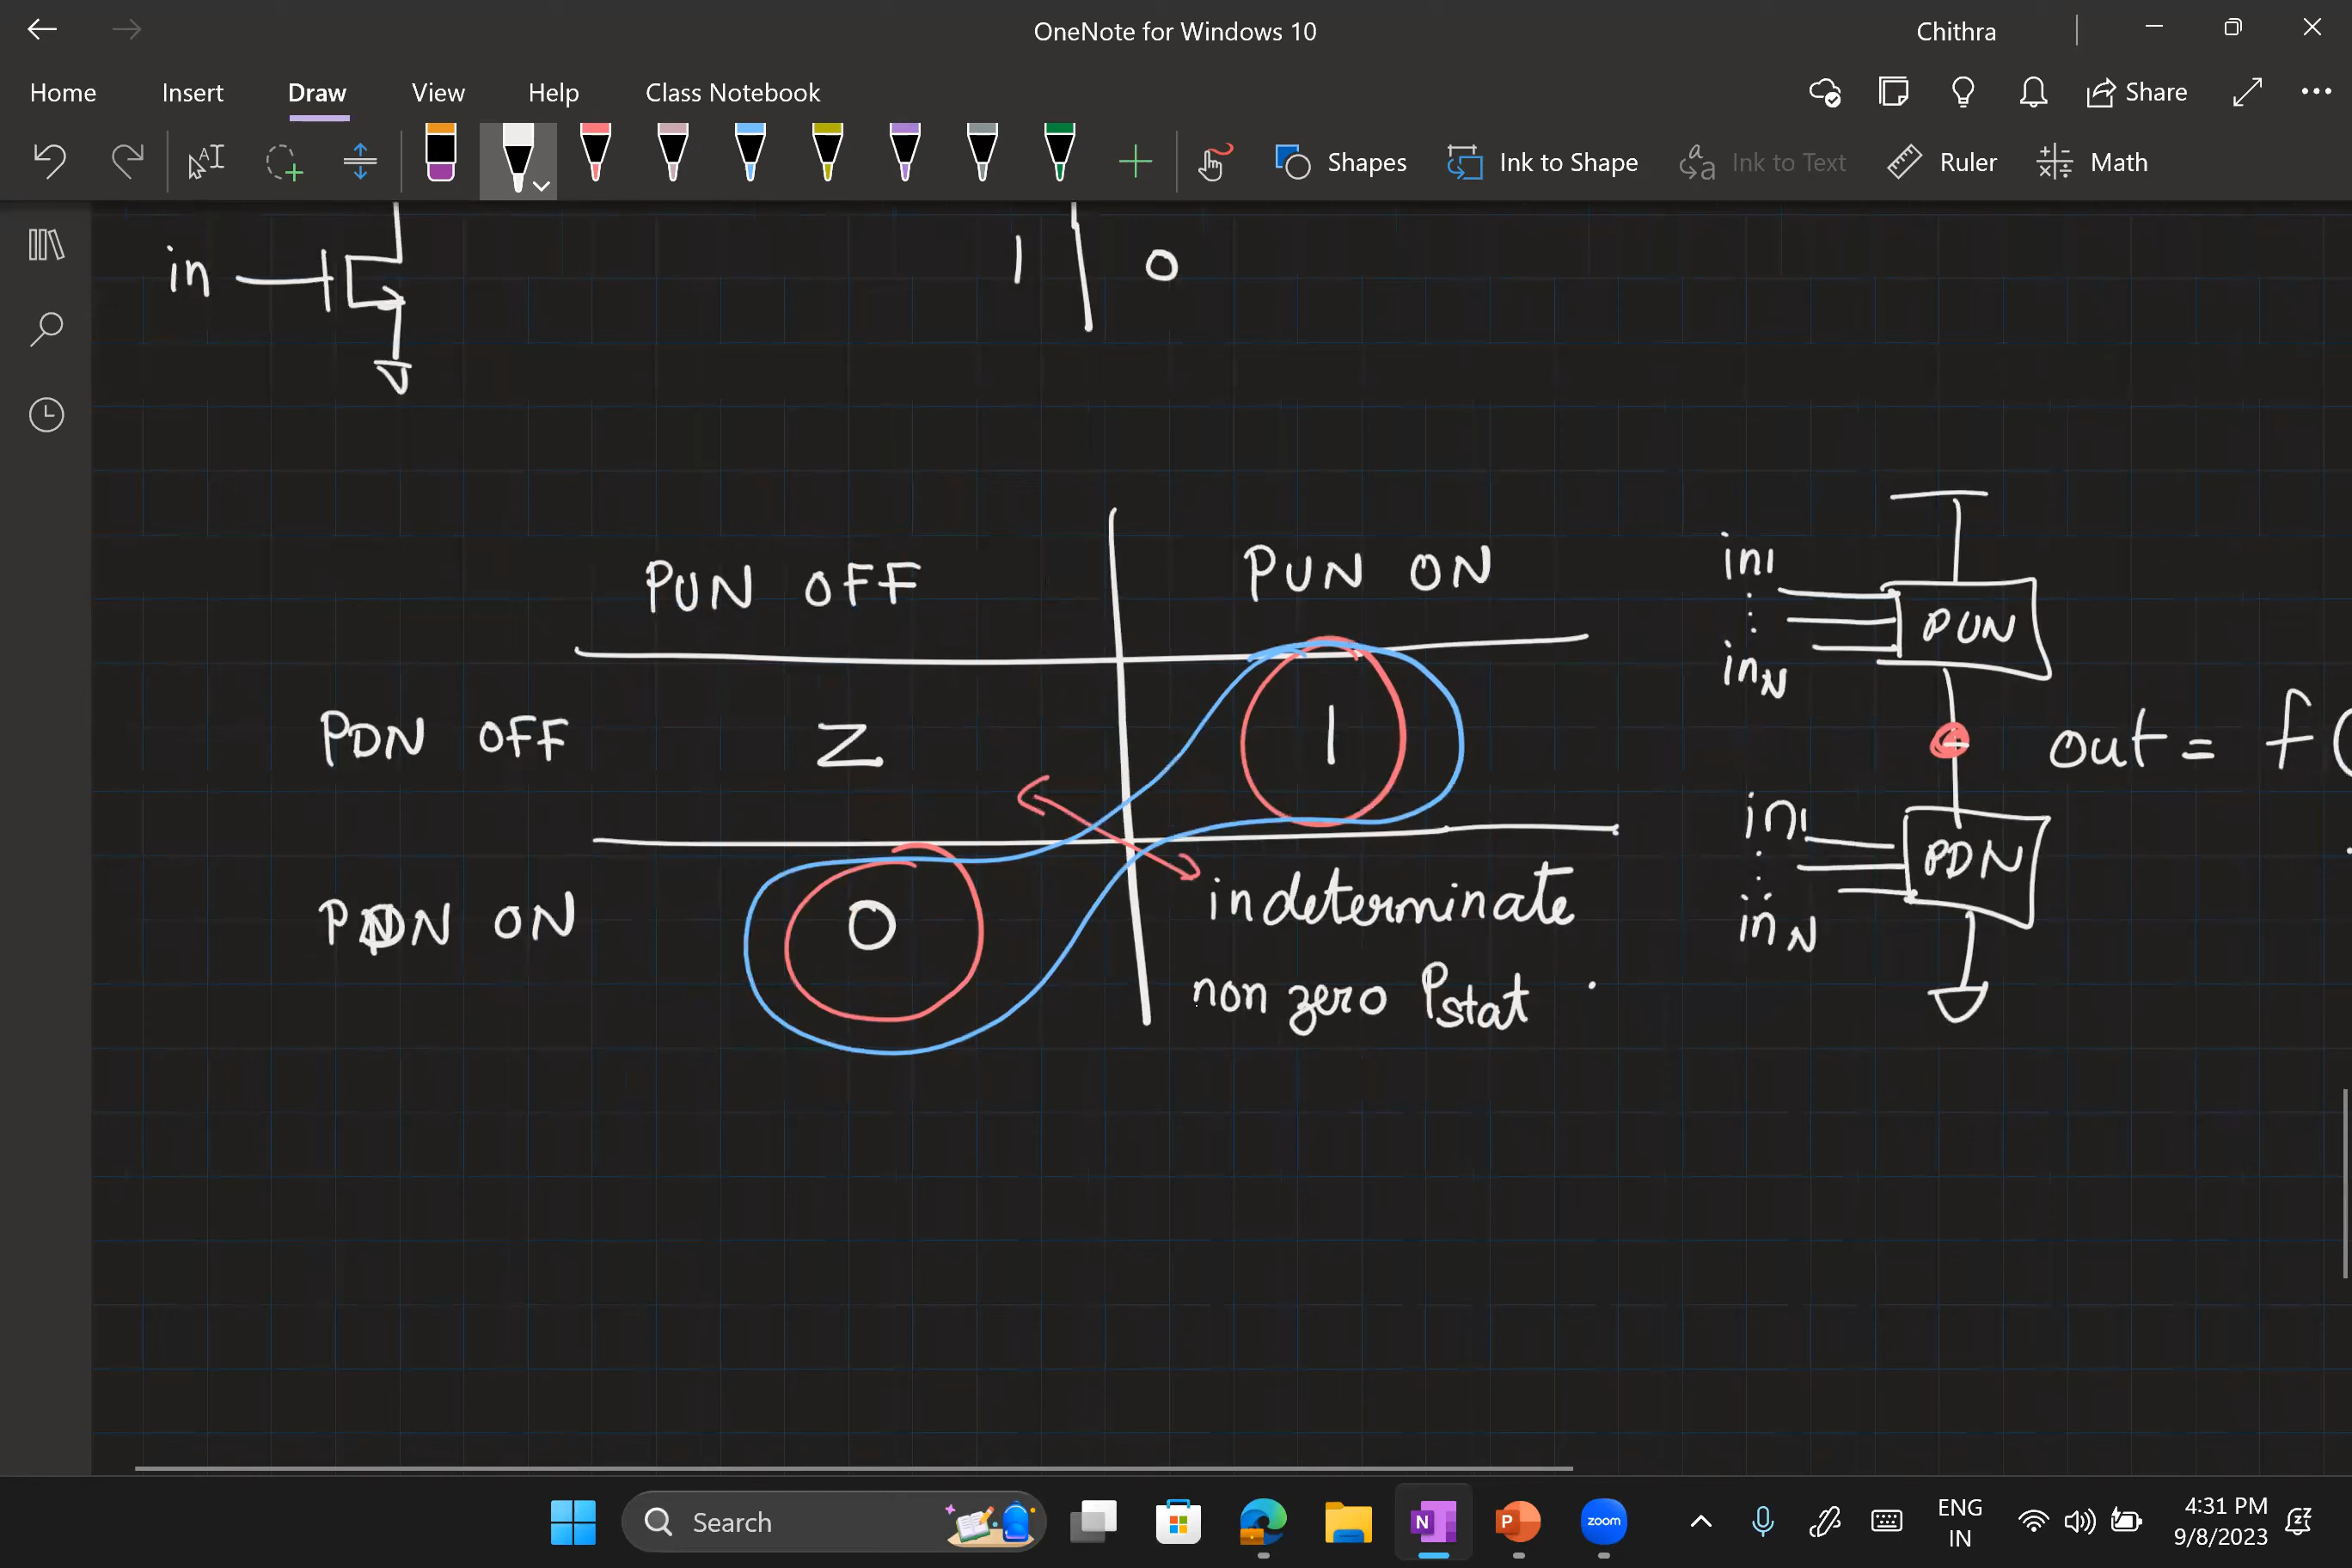 OneNote for Windows 10
Chithra
Home Insert Draw View Help Class Notebook
Share
Shapes Ink to Shape Ink to Text Ruler Math
in
1 0
PUN OFF PUN ON
PDN OFF Z 1
PDN ON 0 indeterminate
non zero Pstat
in1
:
inN
PUN
out = f(
in1
:
inN
PDN
Search
zoom
ENG
IN
4:31 PM
9/8/2023